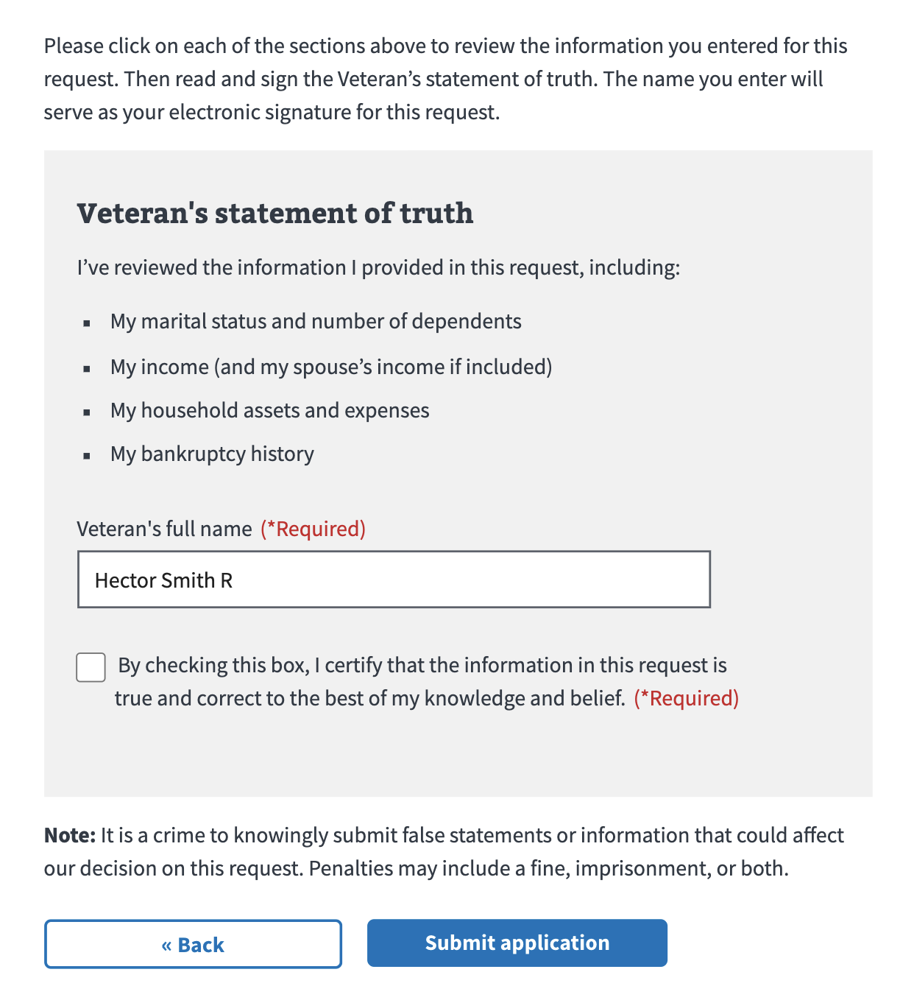 Please click on each of the sections above to review the information you entered for this
request. Then read and sign the Veteran’s statement of truth. The name you enter will
serve as your electronic signature for this request.
Veteran's statement of truth
I’ve reviewed the information I provided in this request, including:
▪ My marital status and number of dependents
▪ My income (and my spouse’s income if included)
▪ My household assets and expenses
▪ My bankruptcy history
Veteran's full name (*Required)
Hector Smith R
By checking this box, I certify that the information in this request is
true and correct to the best of my knowledge and belief. (*Required)
Note: It is a crime to knowingly submit false statements or information that could affect
our decision on this request. Penalties may include a fine, imprisonment, or both.
« Back
Submit application